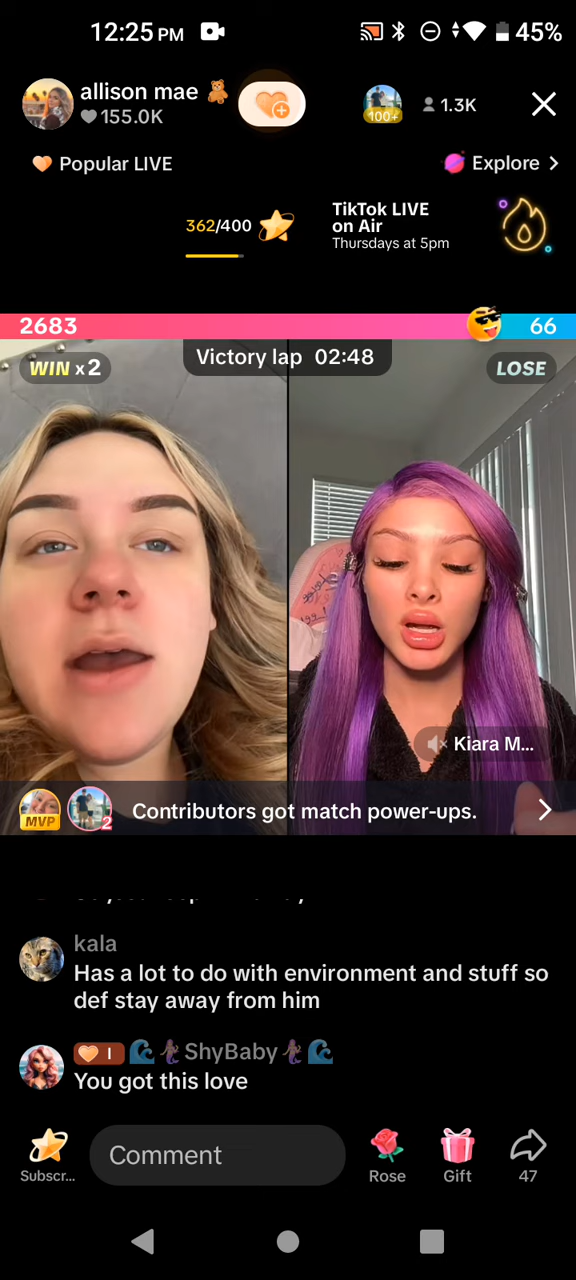 12:25 PM
45%
allison mae
155.0K
100+
1.3K
Popular LIVE
Explore >
362/400
TikTok LIVE
on Air
Thursdays at 5pm
2683
66
WIN x2
Victory lap 02:48
LOSE
Kiara M...
MVP
2
Contributors got match power-ups.
kala
Has a lot to do with environment and stuff so
def stay away from him
I
ShyBaby
You got this love
Subscr...
Comment
Rose
Gift
47